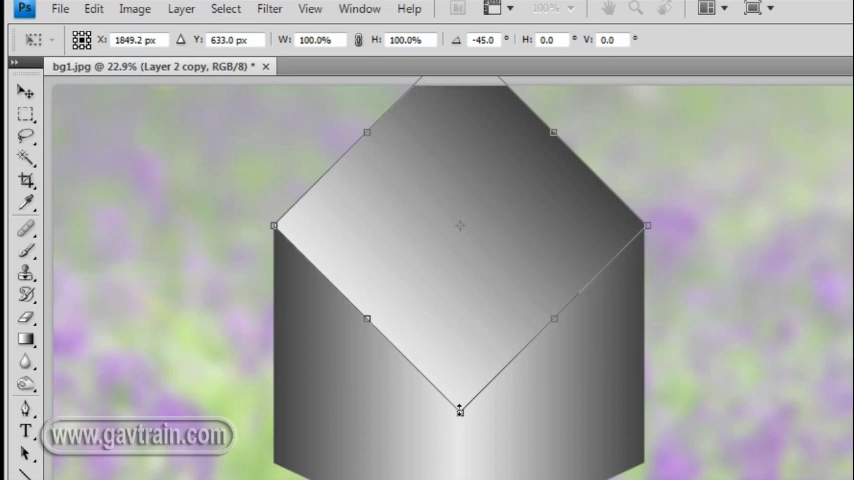 Ps File Edit Image Layer Select Filter View Window Help Br 100%
X: 1849.2 px Y: 633.0 px W: 100.0% H: 100.0% -45.0 ° H: 0.0 ° V: 0.0 °
bg1.jpg @ 22.9% (Layer 2 copy, RGB/8) * ×
www.gavtrain.com